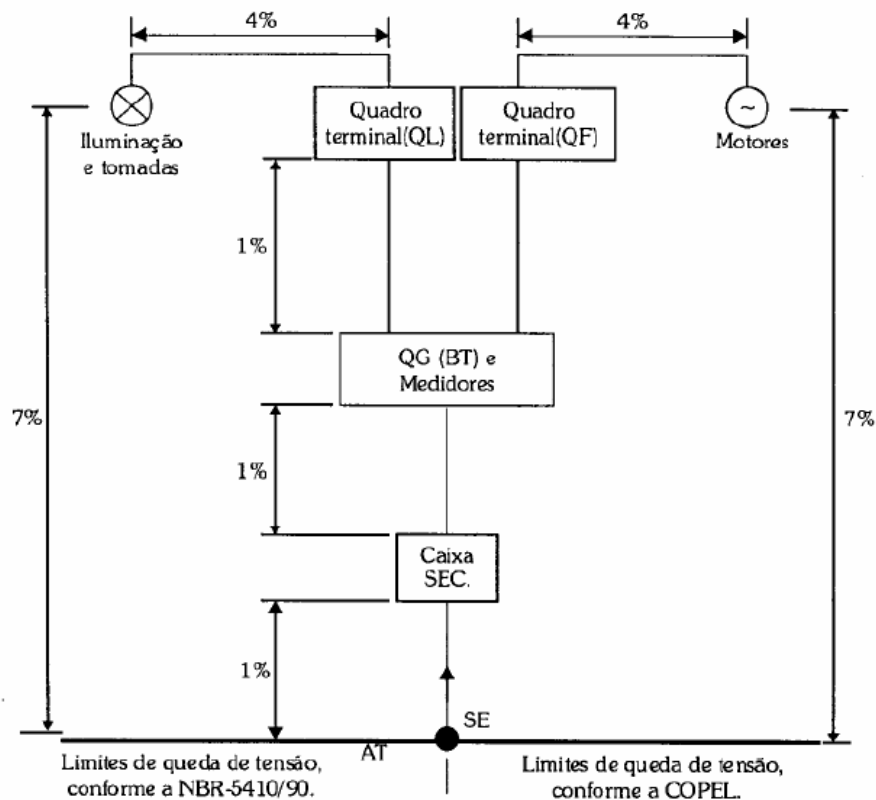 4%
4%
Quadro
terminal(QL)
Quadro
terminal(QF)
Iluminação
e tomadas
~
Motores
1%
QG (BT) e
Medidores
7%
7%
1%
Caixa
SEC.
1%
SE
AT
Limites de queda de tensão,
conforme a NBR-5410/90.
Limites de queda de tensão,
conforme a COPEL.